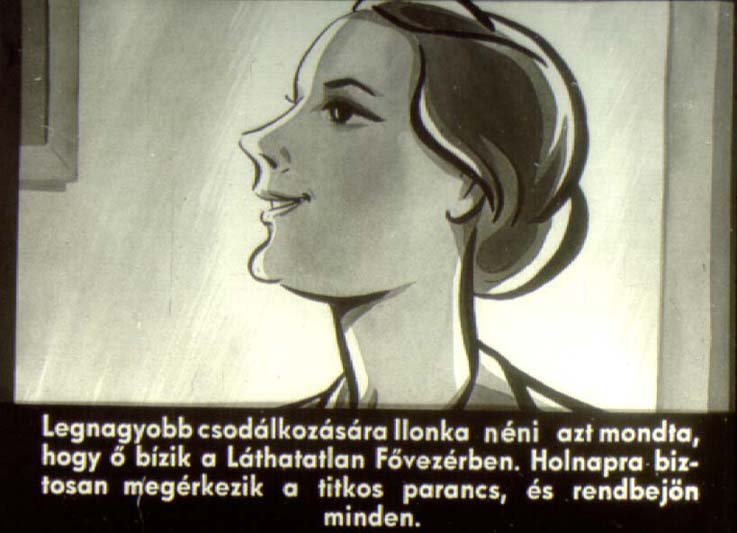 Legnagyobb csodálkozására Ilonka néni azt mondta,
hogy ő bízik a Láthatatlan Fővezérben. Holnapra biz-
tosan megérkezik a titkos parancs, és rendbejön
minden.